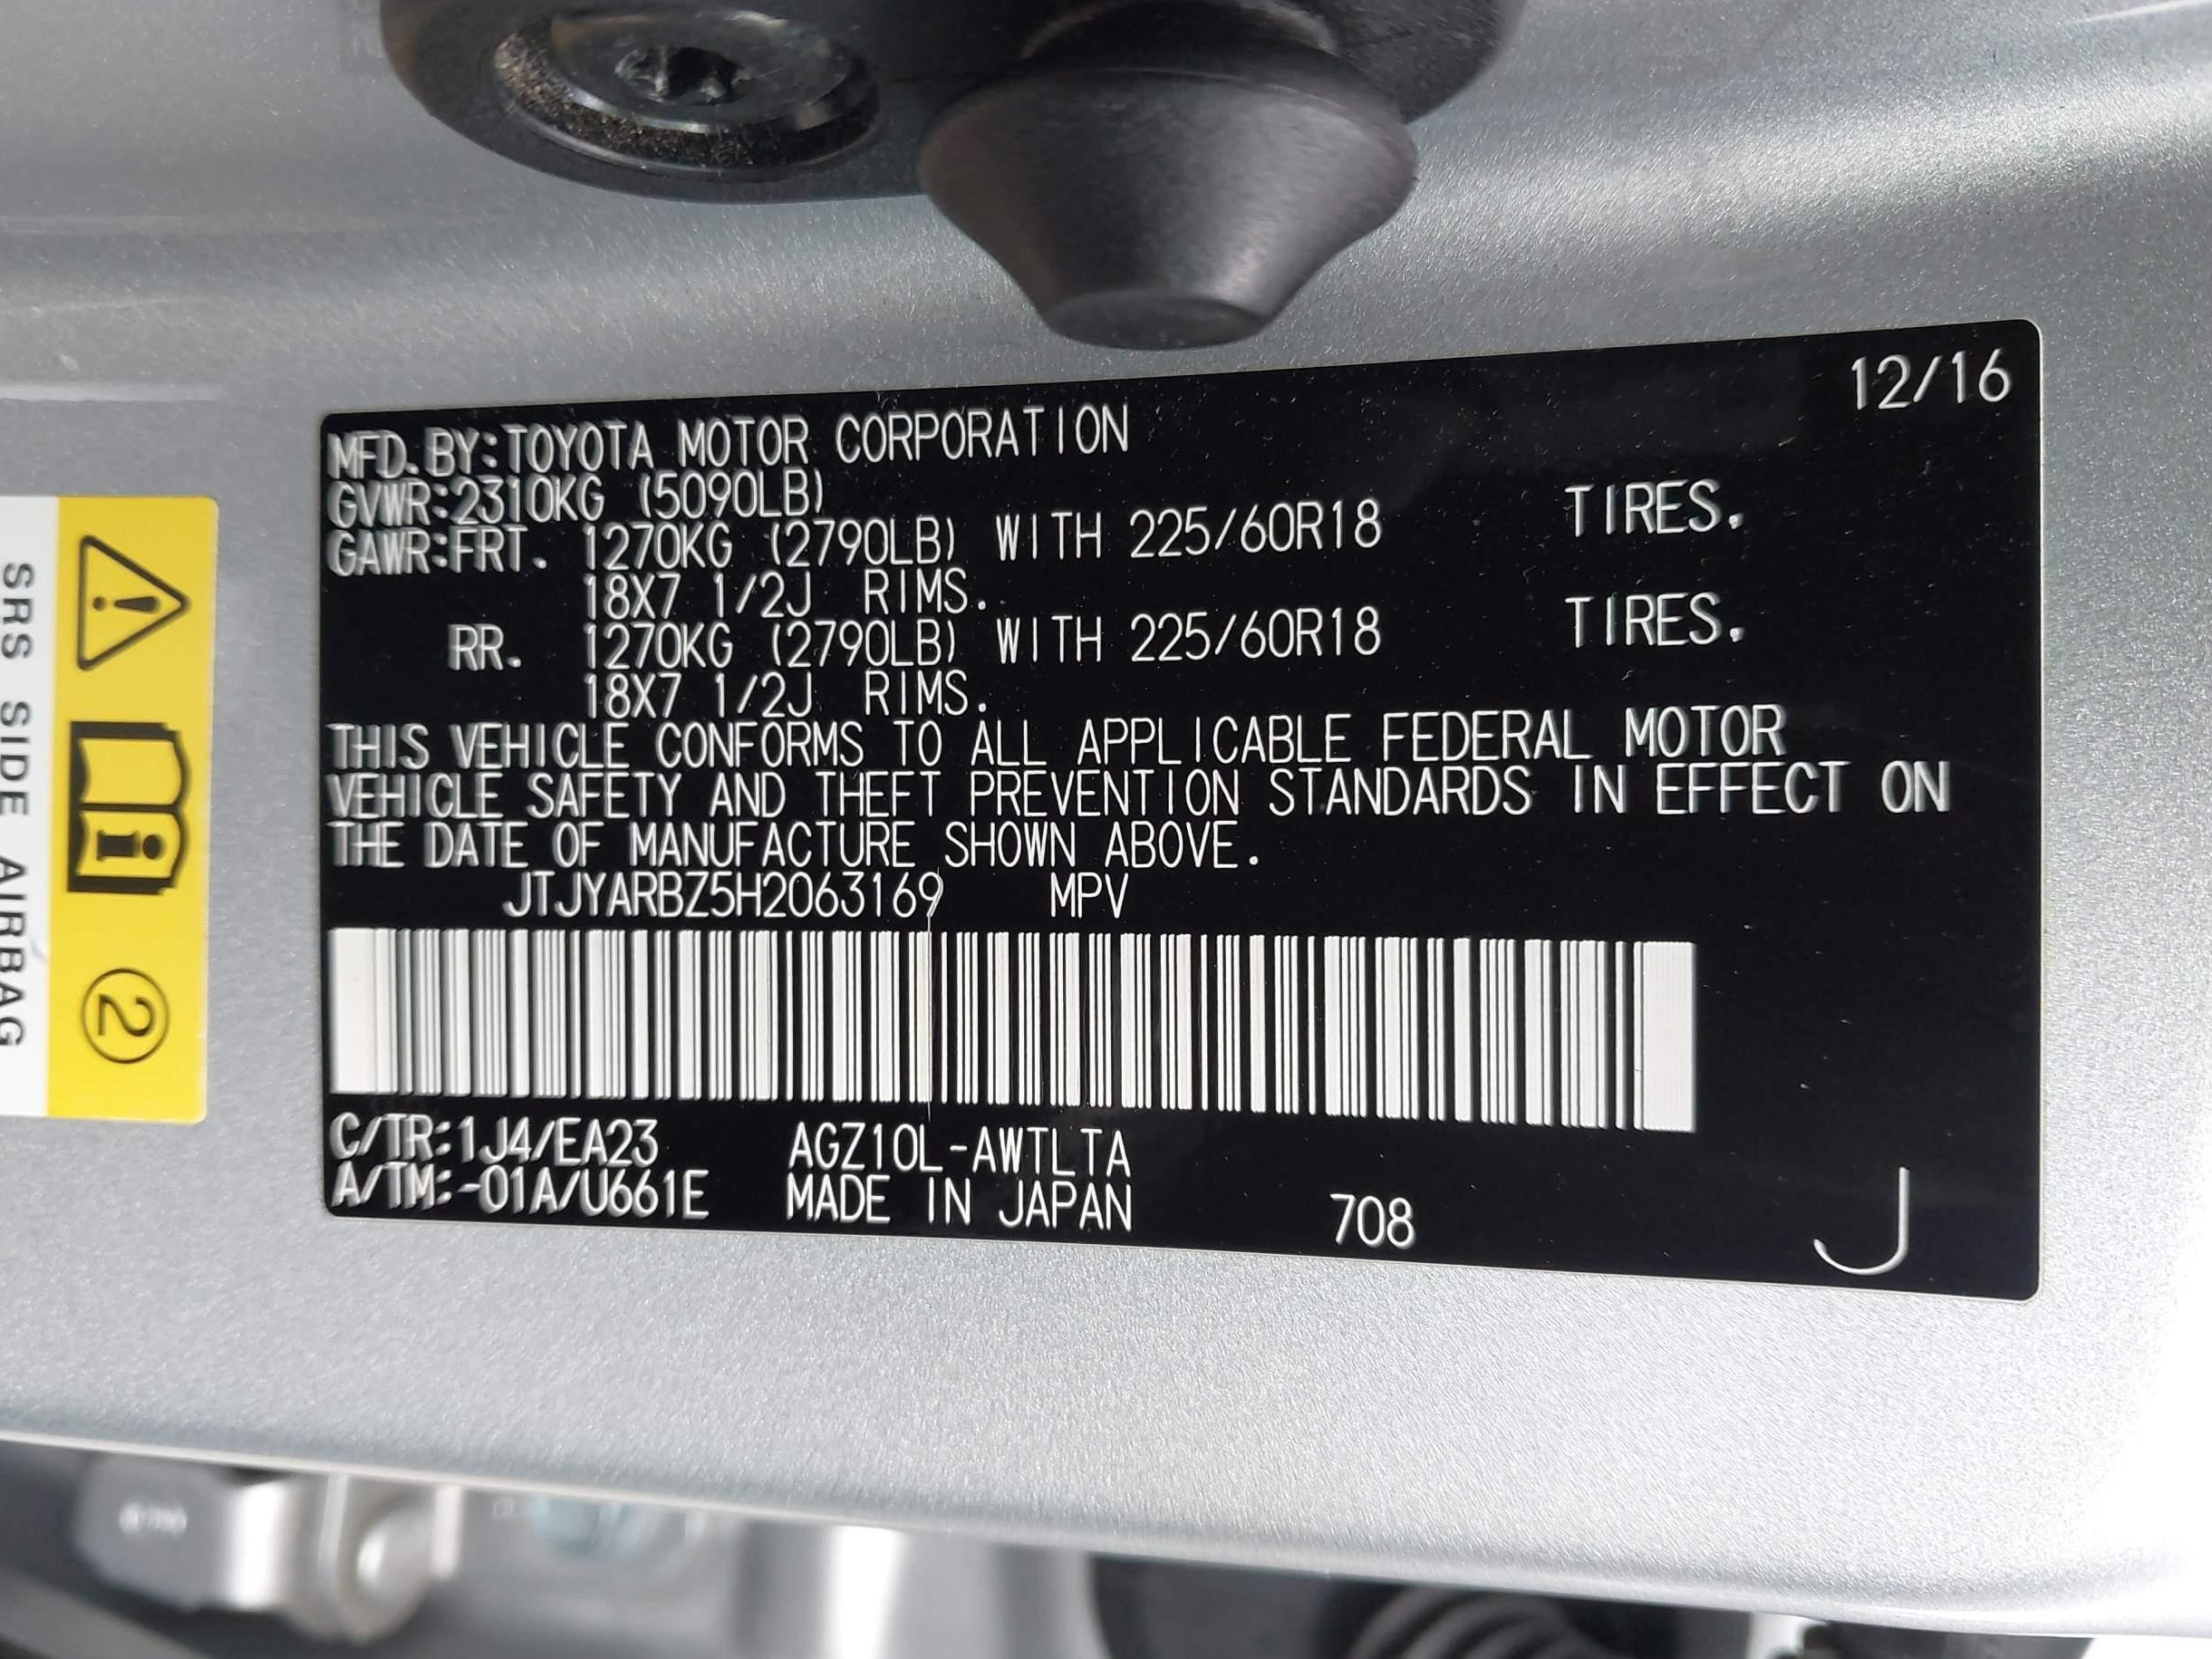 12/16
MFD.BY:TOYOTA MOTOR CORPORATION
GVWR:2310KG (5090LB)
GAWR:FRT. 1270KG (2790LB) WITH 225/60R18 TIRES.
18X7 1/2J RIMS.
RR. 1270KG (2790LB) WITH 225/60R18 TIRES.
18X7 1/2J RIMS.
THIS VEHICLE CONFORMS TO ALL APPLICABLE FEDERAL MOTOR
VEHICLE SAFETY AND THEFT PREVENTION STANDARDS IN EFFECT ON
THE DATE OF MANUFACTURE SHOWN ABOVE.
JTJYARBZ5H2063169 MPV
C/TR:1J4/EA23 AGZ10L-AWTLTA
A/TM:-01A/U661E MADE IN JAPAN 708 J
SRS SIDE AIRBAG
2